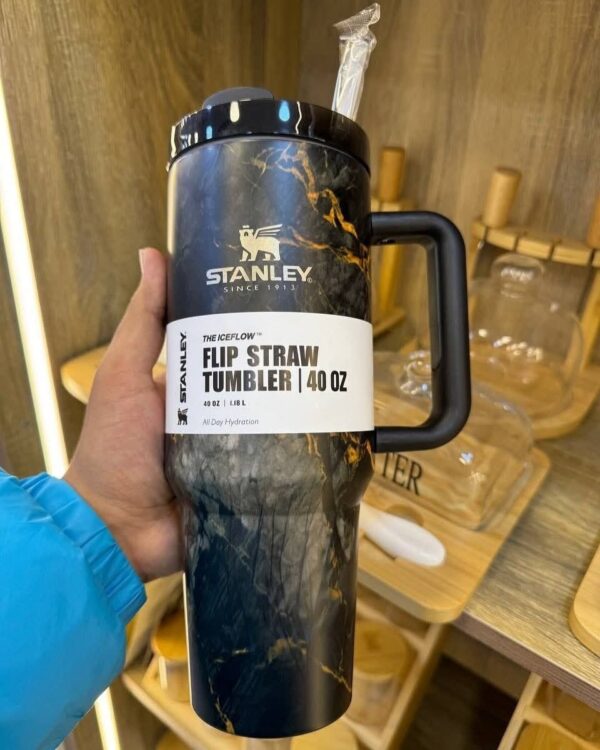 STANLEY®
SINCE 1913
STANLEY
THE ICEFLOW™
FLIP STRAW
TUMBLER | 40 OZ
40 OZ | 1.18 L
All Day Hydration
TER